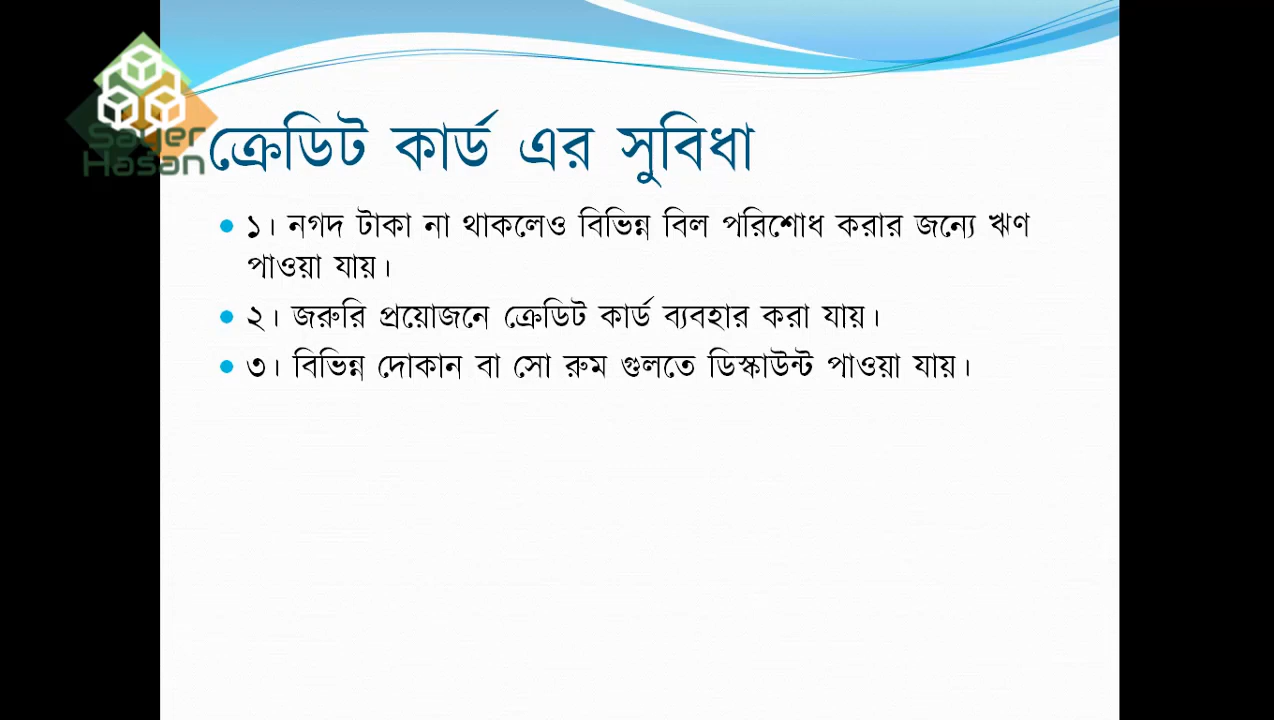 Sayer
Hasan
ক্রেডিট কার্ড এর সুবিধা
১। নগদ টাকা না থাকলেও বিভিন্ন বিল পরিশোধ করার জন্যে ঋণ
পাওয়া যায়।
২। জরুরি প্রয়োজনে ক্রেডিট কার্ড ব্যবহার করা যায়।
৩। বিভিন্ন দোকান বা সো রুম গুলতে ডিস্কাউন্ট পাওয়া যায়।